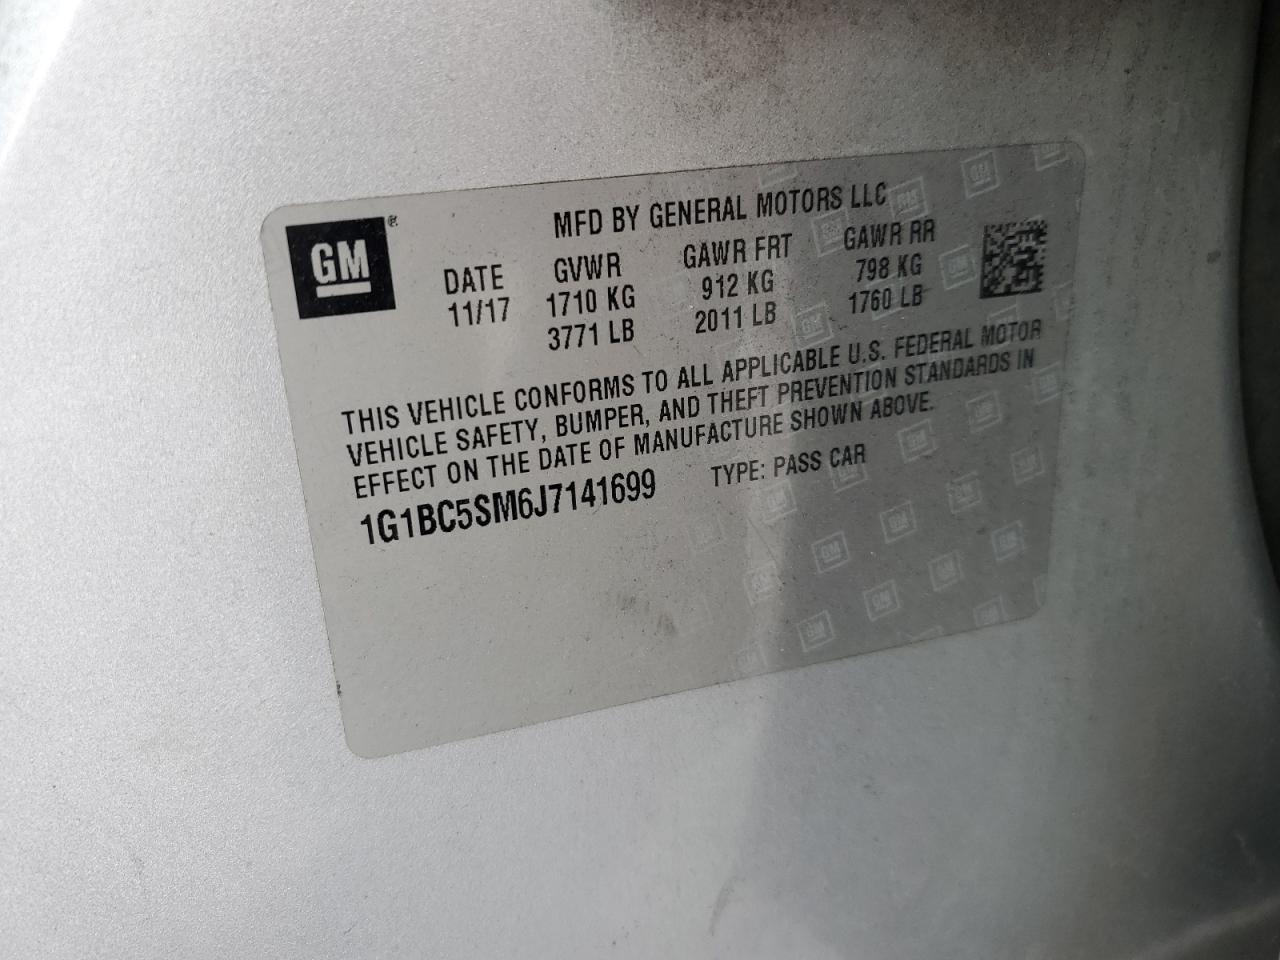 GM®
MFD BY GENERAL MOTORS LLC
DATE GVWR GAWR FRT GAWR RR
11/17 1710 KG 912 KG 798 KG
3771 LB 2011 LB 1760 LB
THIS VEHICLE CONFORMS TO ALL APPLICABLE U.S. FEDERAL MOTOR
VEHICLE SAFETY, BUMPER, AND THEFT PREVENTION STANDARDS IN
EFFECT ON THE DATE OF MANUFACTURE SHOWN ABOVE.
1G1BC5SM6J7141699 TYPE: PASS CAR